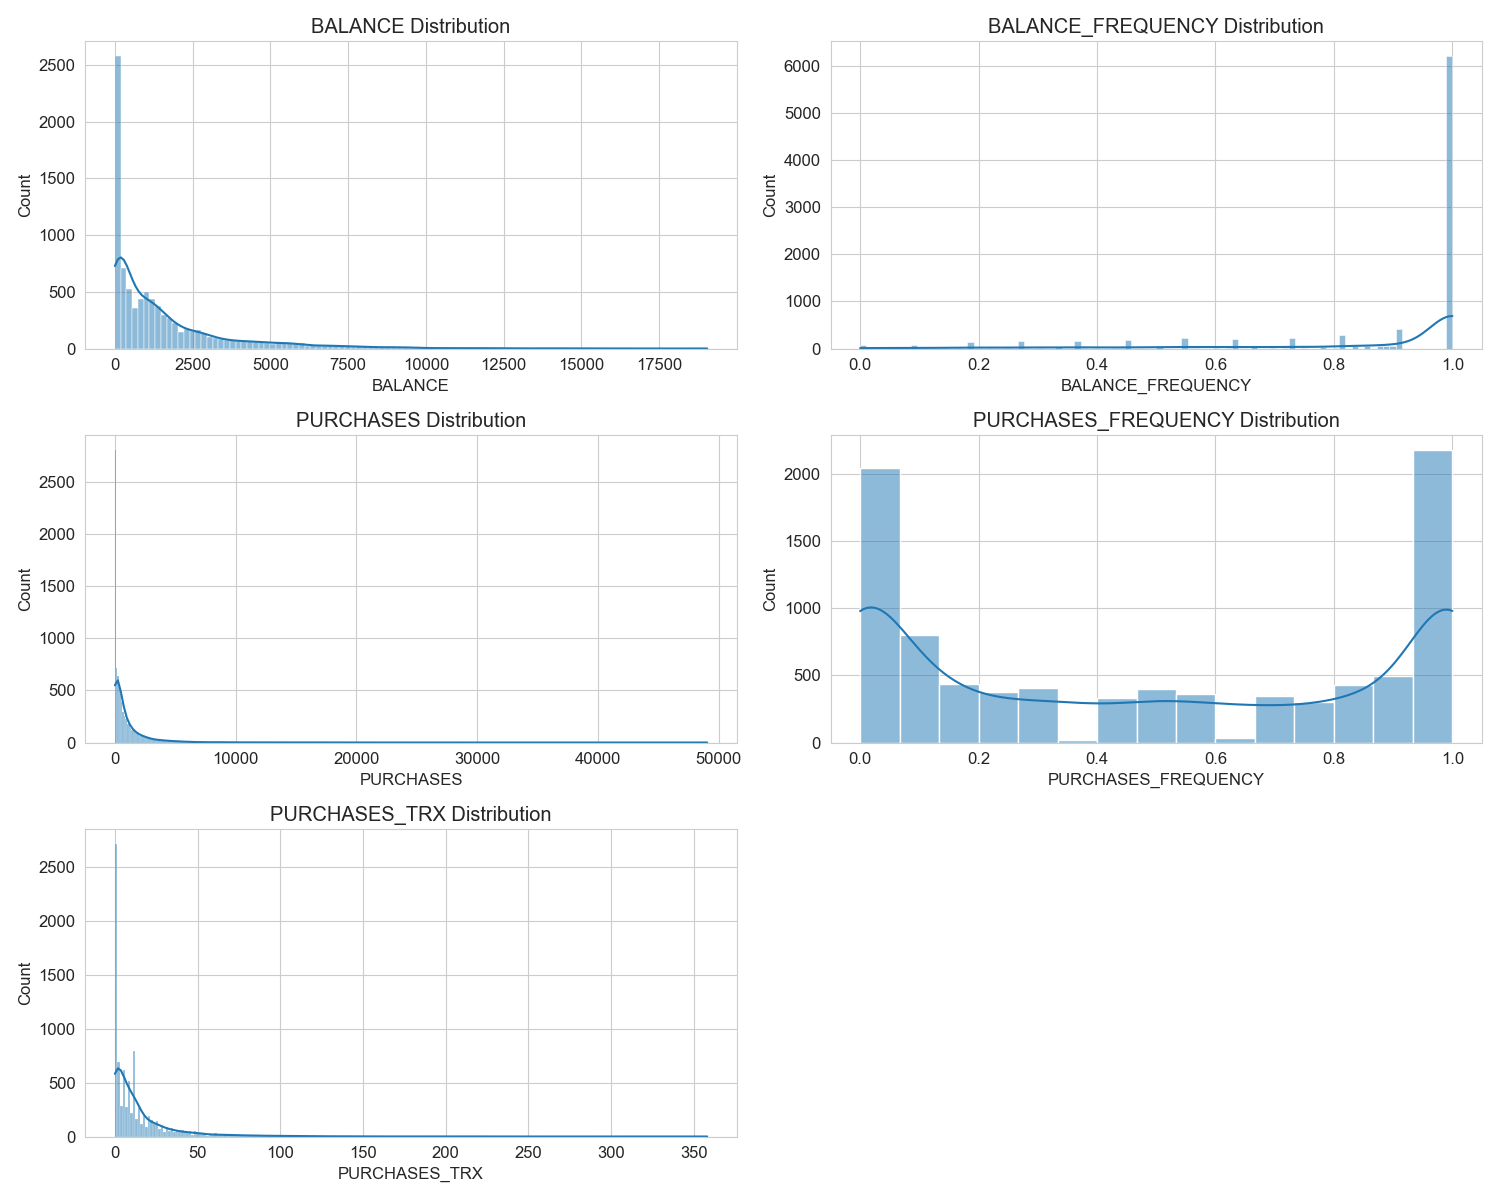 BALANCE Distribution
Count
2500
2000
1500
1000
500
0
0 2500 5000 7500 10000 12500 15000 17500
BALANCE
BALANCE_FREQUENCY Distribution
Count
6000
5000
4000
3000
2000
1000
0
0.0 0.2 0.4 0.6 0.8 1.0
BALANCE_FREQUENCY
PURCHASES Distribution
Count
2500
2000
1500
1000
500
0
0 10000 20000 30000 40000 50000
PURCHASES
PURCHASES_FREQUENCY Distribution
Count
2000
1500
1000
500
0
0.0 0.2 0.4 0.6 0.8 1.0
PURCHASES_FREQUENCY
PURCHASES_TRX Distribution
Count
2500
2000
1500
1000
500
0
0 50 100 150 200 250 300 350
PURCHASES_TRX